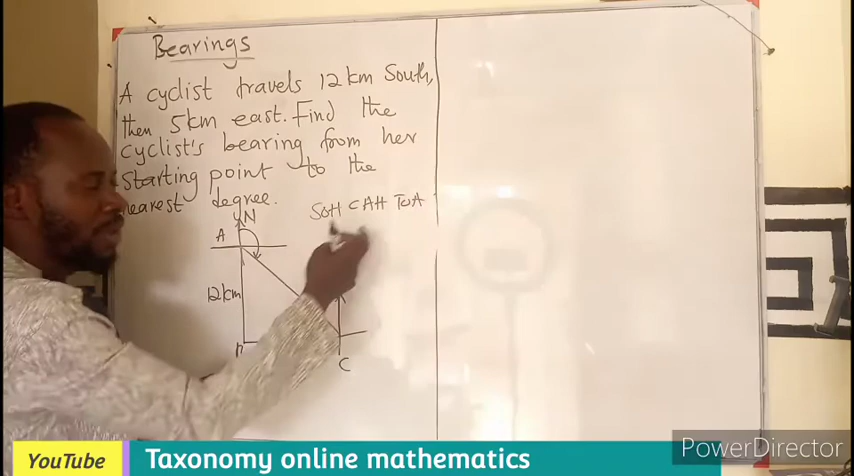 Bearings
A cyclist travels 12km South,
then 5km east. Find the
cyclist's bearing from her
starting point to the
nearest degree.
N
SOH CAH TOA
A
12km
C
PowerDirector
YouTube
Taxonomy online mathematics